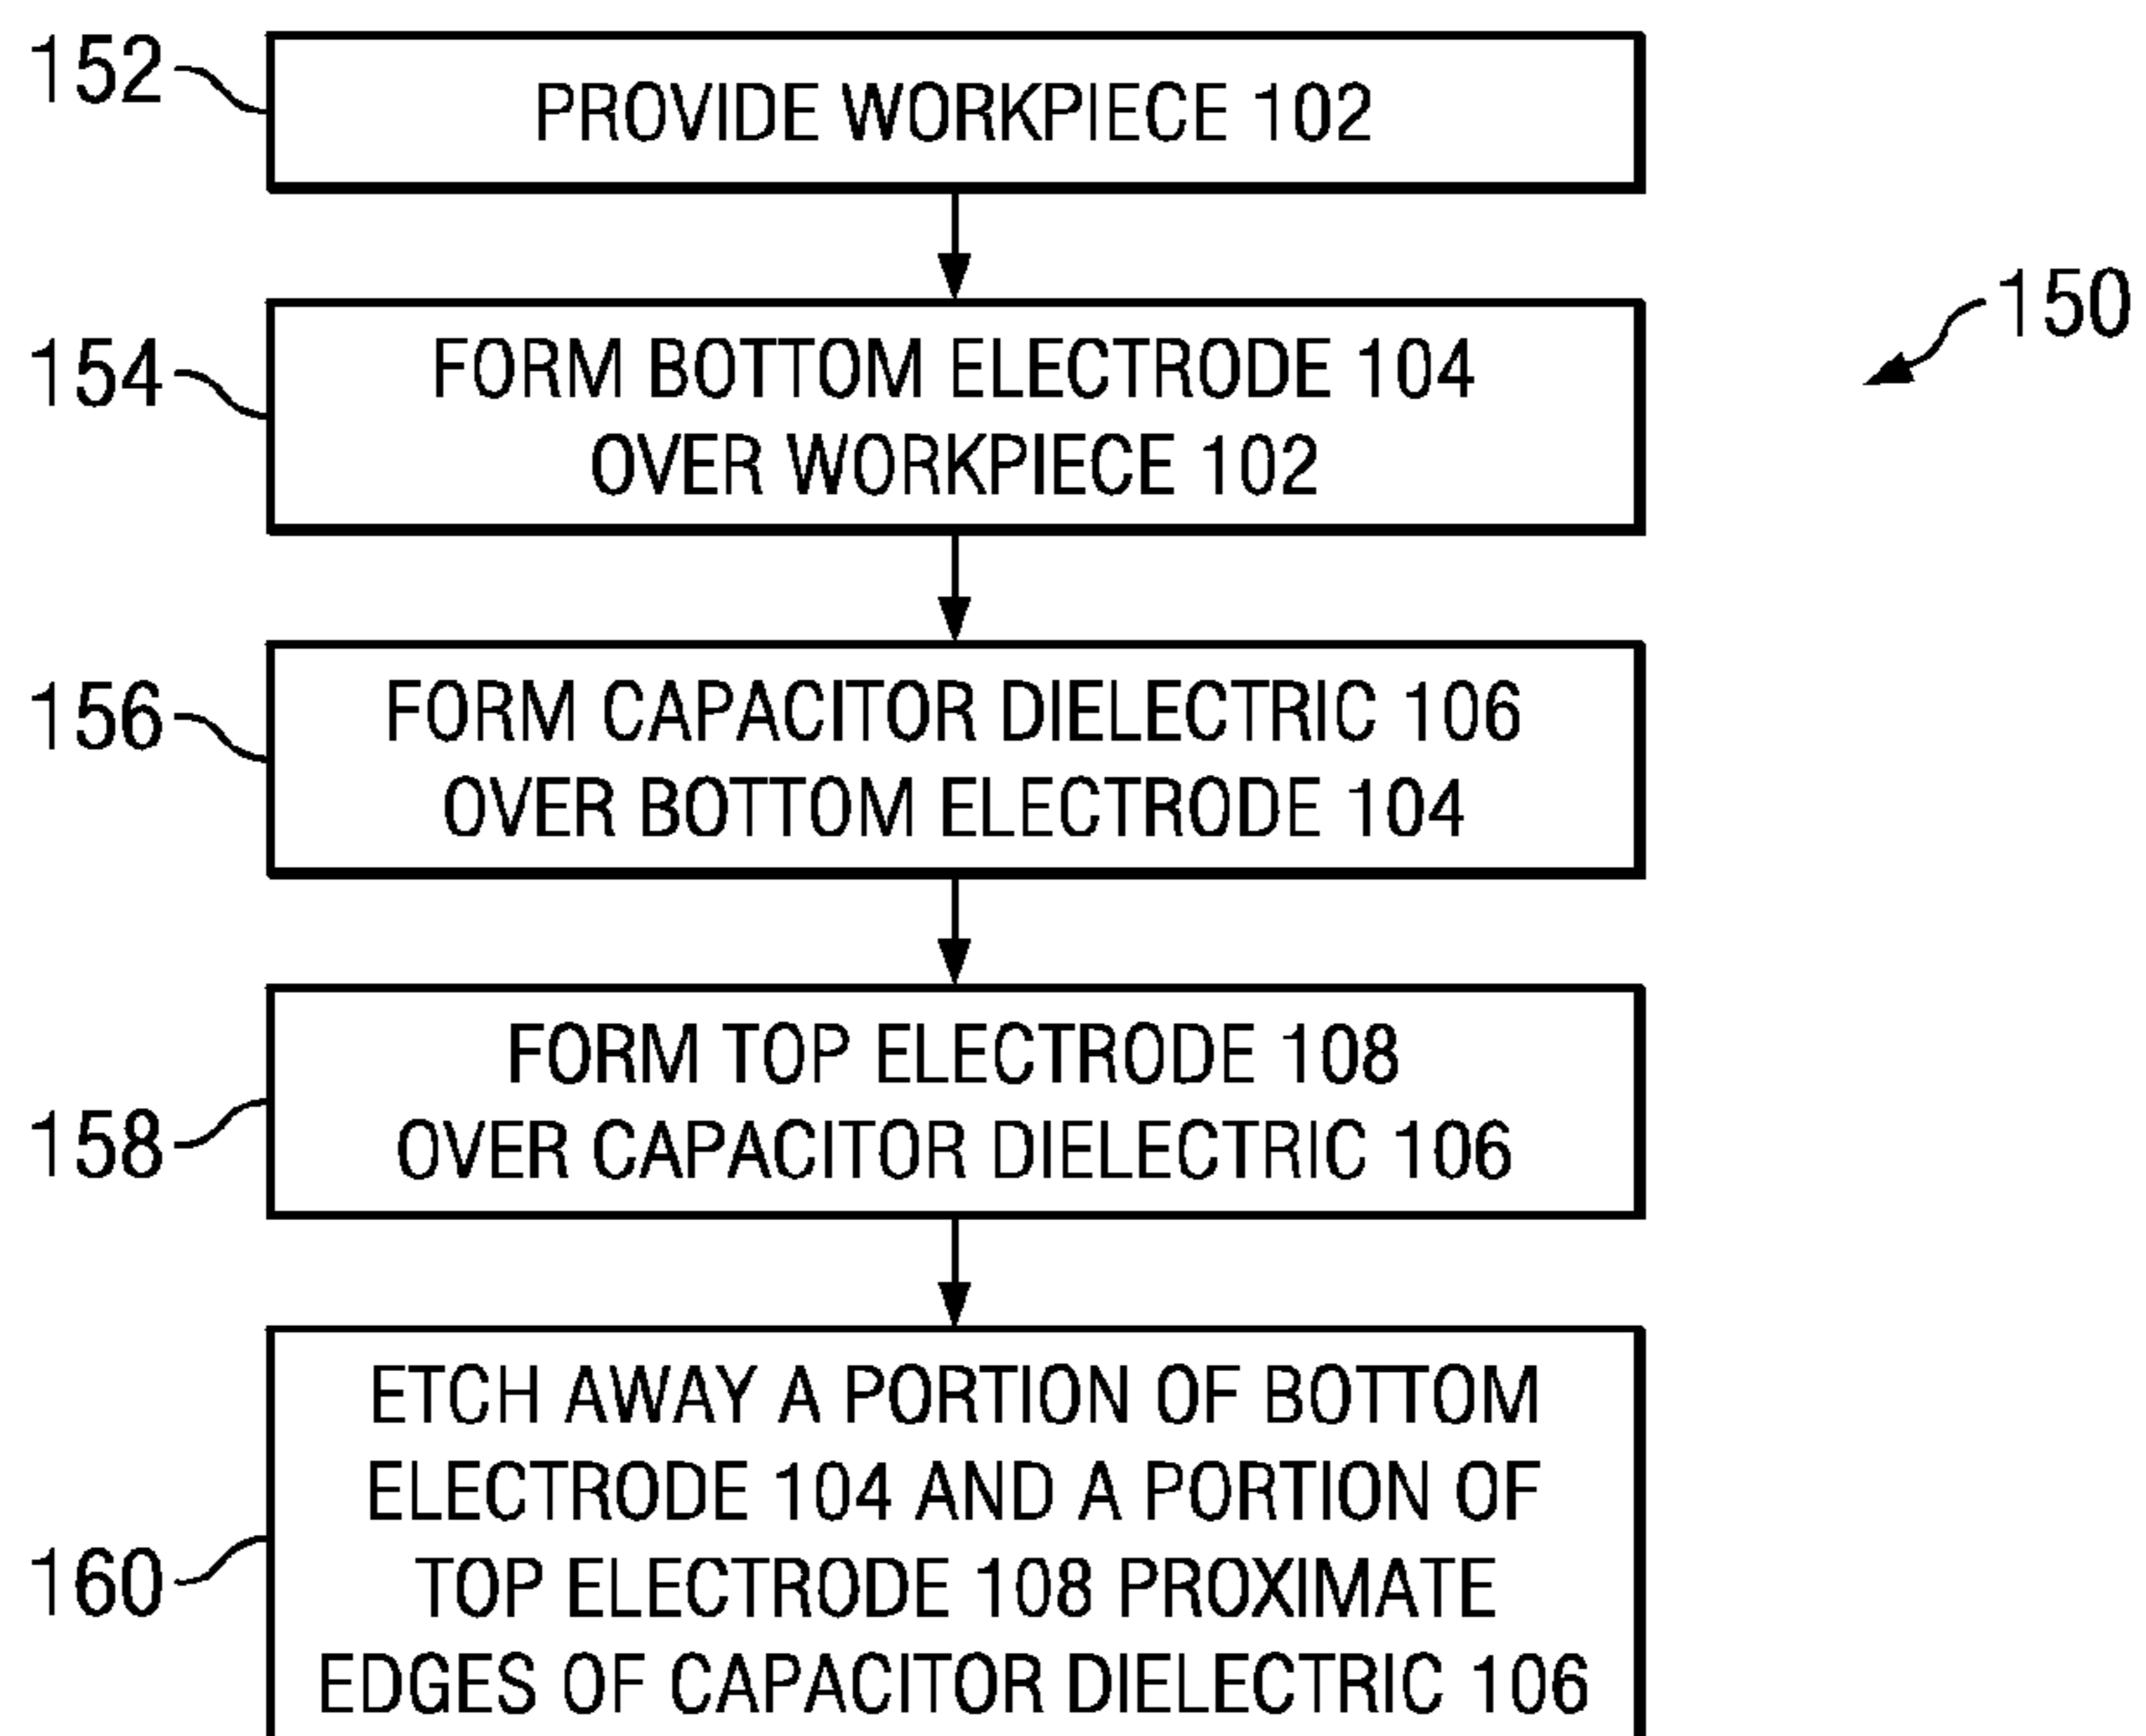 152
PROVIDE WORKPIECE 102
150
154
FORM BOTTOM ELECTRODE 104
OVER WORKPIECE 102
156
FORM CAPACITOR DIELECTRIC 106
OVER BOTTOM ELECTRODE 104
158
FORM TOP ELECTRODE 108
OVER CAPACITOR DIELECTRIC 106
160
ETCH AWAY A PORTION OF BOTTOM
ELECTRODE 104 AND A PORTION OF
TOP ELECTRODE 108 PROXIMATE
EDGES OF CAPACITOR DIELECTRIC 106